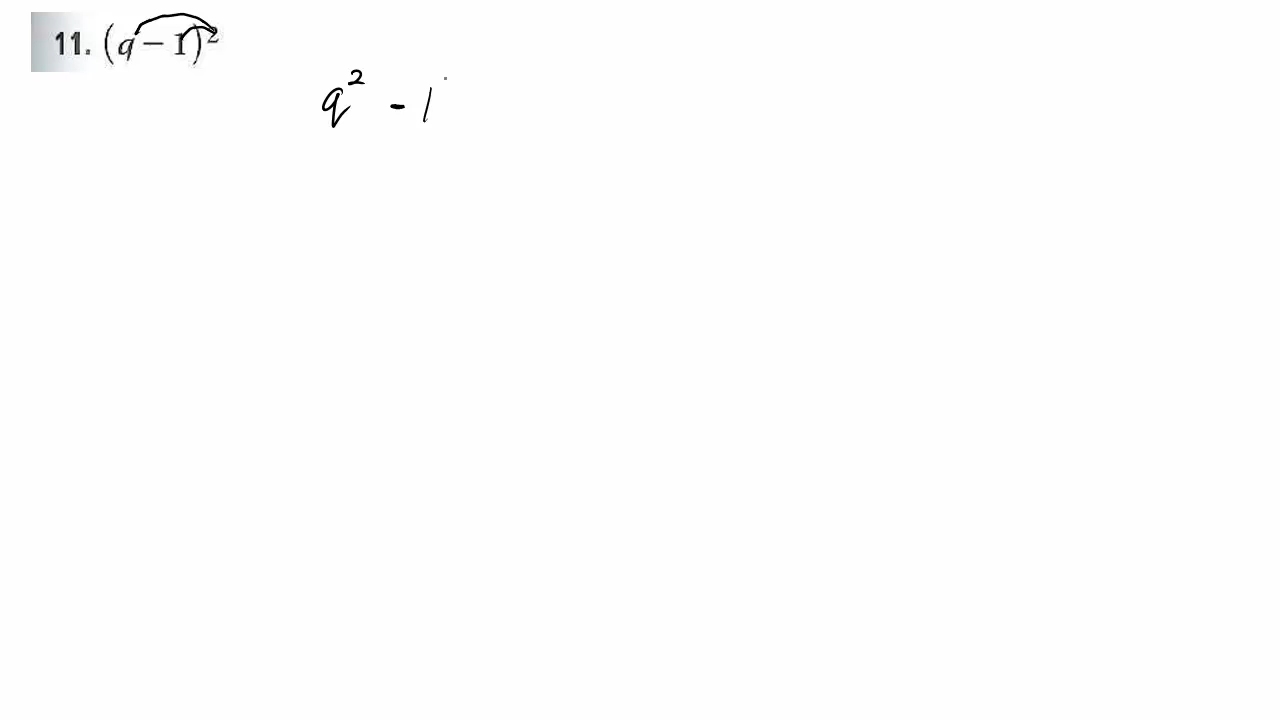 11. (q − 1)²
q² - 1